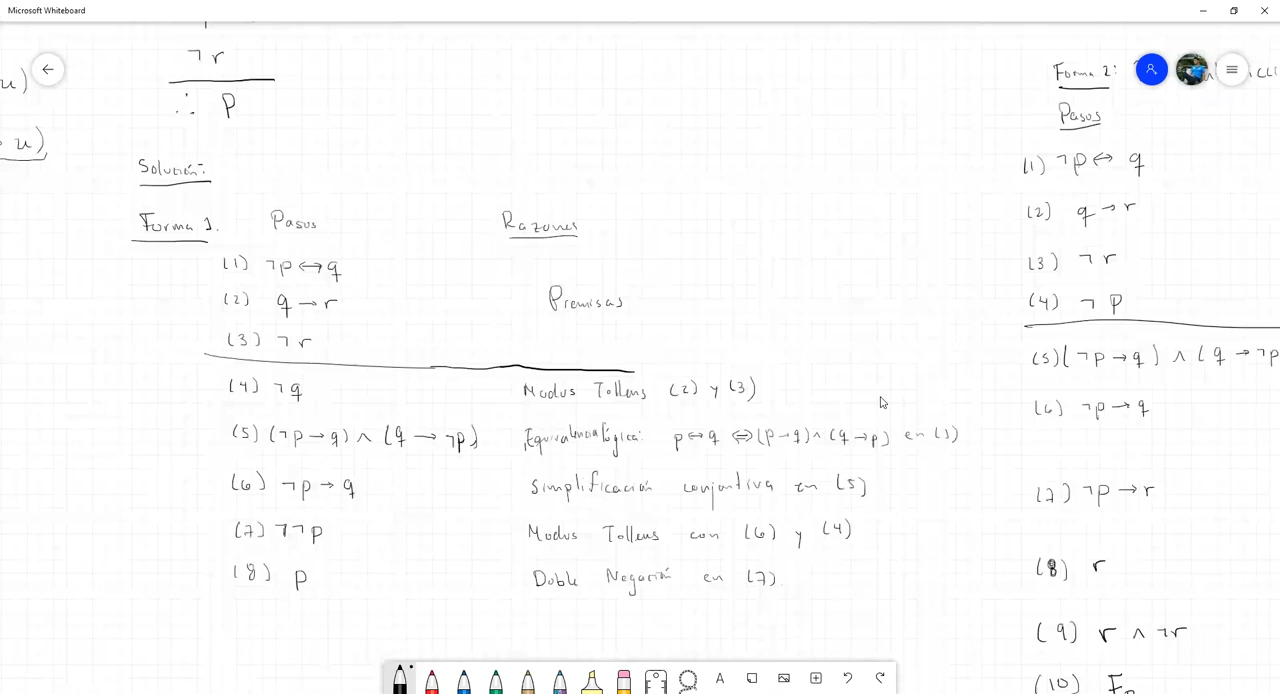 Microsoft Whiteboard
¬ r
∴ p
u)
u)
Solución:
Forma 1. Pasos Razones
(1) ¬p ↔ q
(2) q → r Premisas
(3) ¬ r
(4) ¬q Modus Tollens (2) y (3)
(5) (¬p → q) ∧ (q → ¬p) Equivalencia lógica: p ↔ q ⇔ (p → q) ∧ (q → p) en (1)
(6) ¬p → q Simplificación conjuntiva en (5)
(7) ¬¬p Modus Tollens con (6) y (4)
(8) p Doble Negación en (7).
Forma 2:
Pasos
(1) ¬p ↔ q
(2) q → r
(3) ¬ r
(4) ¬ p
(5) (¬p → q) ∧ (q → ¬p
(6) ¬p → q
(7) ¬p → r
(8) r
(9) r ∧ ¬r
(10) F
A